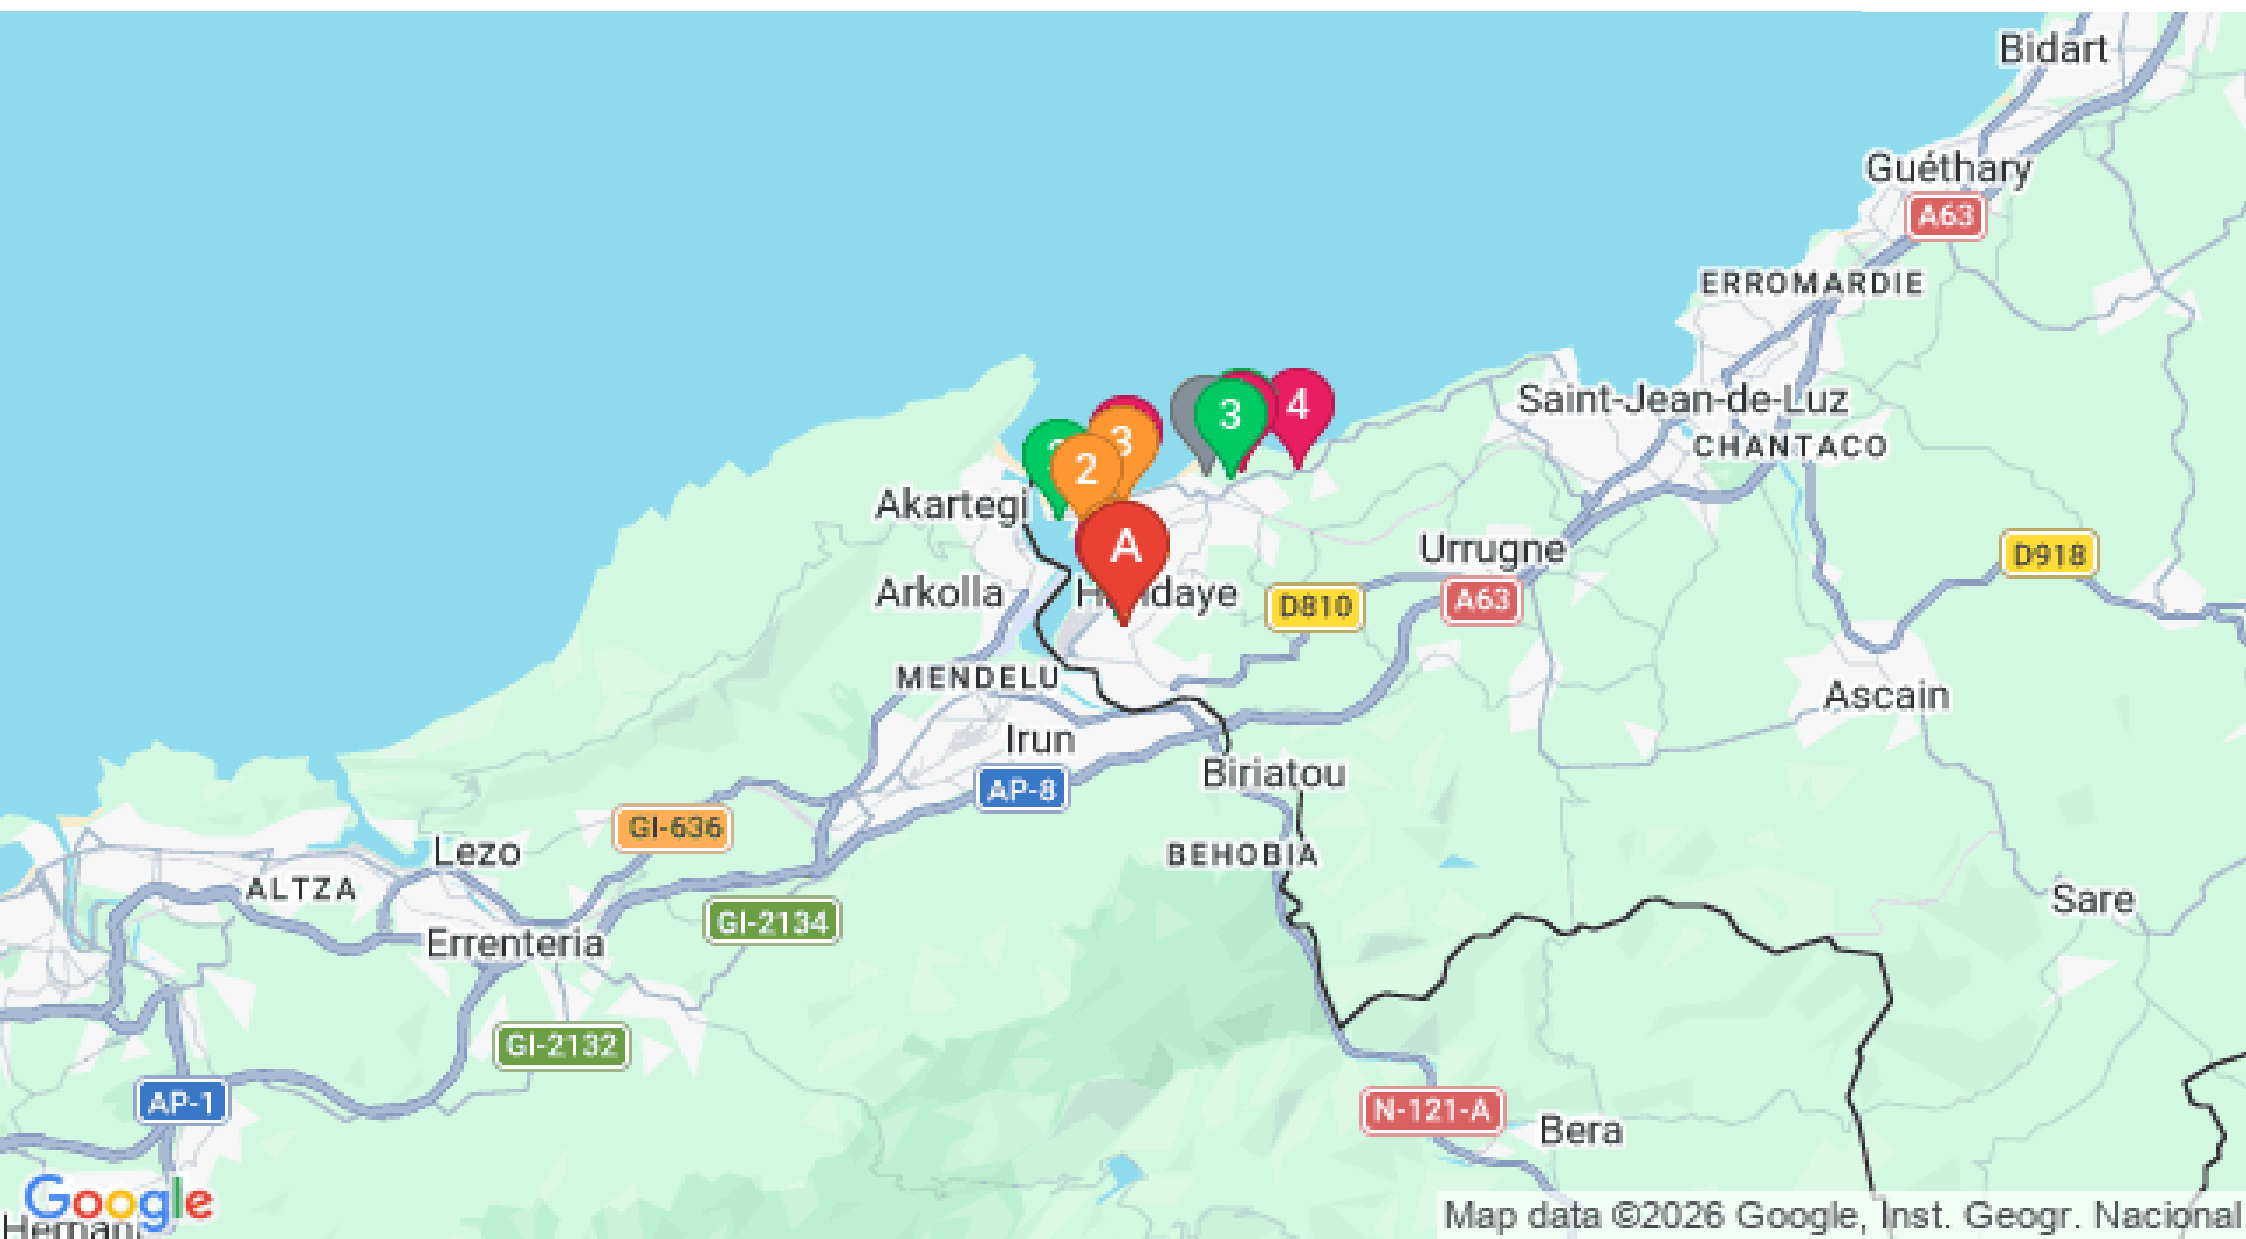 Bidart
Guéthary
A63
ERROMARDIE
Saint-Jean-de-Luz
CHANTACO
4
3
3
2
Akartegi
A
Urrugne
D918
Arkolla
D810
A63
MENDELU
Ascain
Irun
Biriatou
AP-8
GI-636
Lezo
BEHOBIA
ALTZA
Sare
GI-2134
Errenteria
GI-2132
AP-1
N-121-A
Bera
Google
Map data ©2026 Google, Inst. Geogr. Nacional